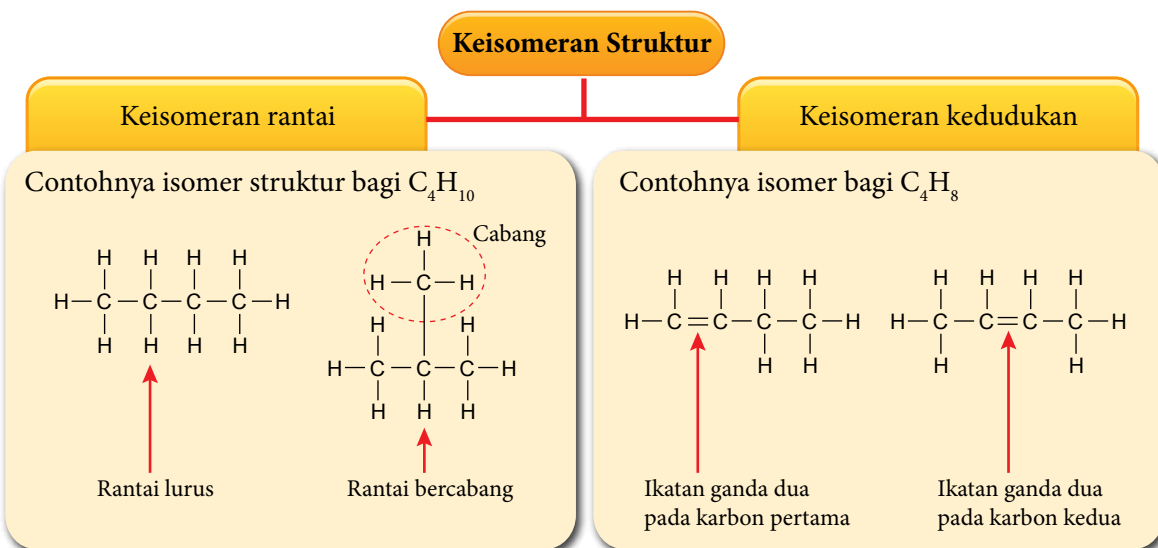 Keisomeran Struktur
Keisomeran rantai
Contohnya isomer struktur bagi C₄H₁₀
H H H H
H C C C C H
H H H H
Rantai lurus
H
Cabang
H C H
H H
H C C C H
H H H
Rantai bercabang
Keisomeran kedudukan
Contohnya isomer bagi C₄H₈
H H H H
H C=C C C H
H H
Ikatan ganda dua
pada karbon pertama
H H H H
H C C=C C H
H H
Ikatan ganda dua
pada karbon kedua